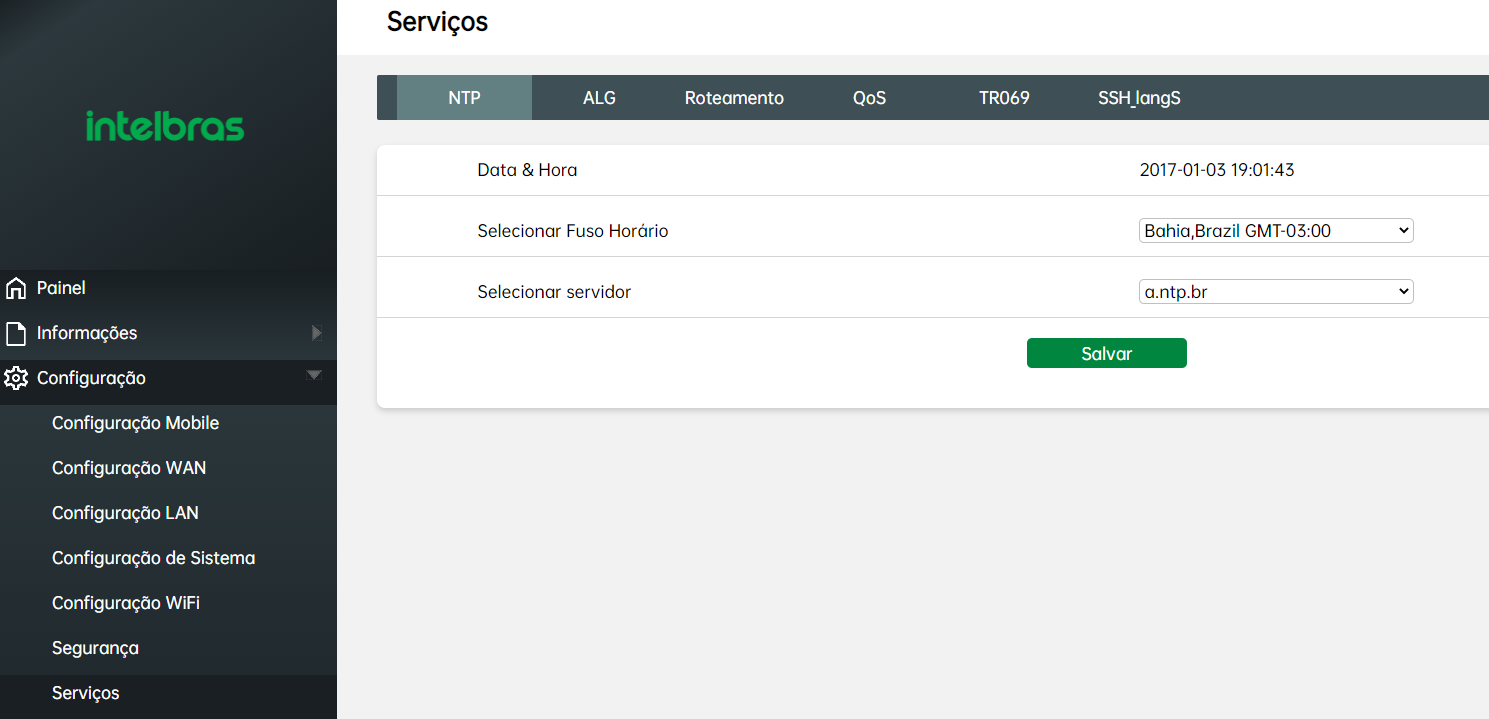 Serviços
intelbras
NTP ALG Roteamento QoS TR069 SSH_langS
Data & Hora 2017-01-03 19:01:43
Selecionar Fuso Horário Bahia,Brazil GMT-03:00
Selecionar servidor a.ntp.br
Salvar
Painel
Informações
Configuração
Configuração Mobile
Configuração WAN
Configuração LAN
Configuração de Sistema
Configuração WiFi
Segurança
Serviços